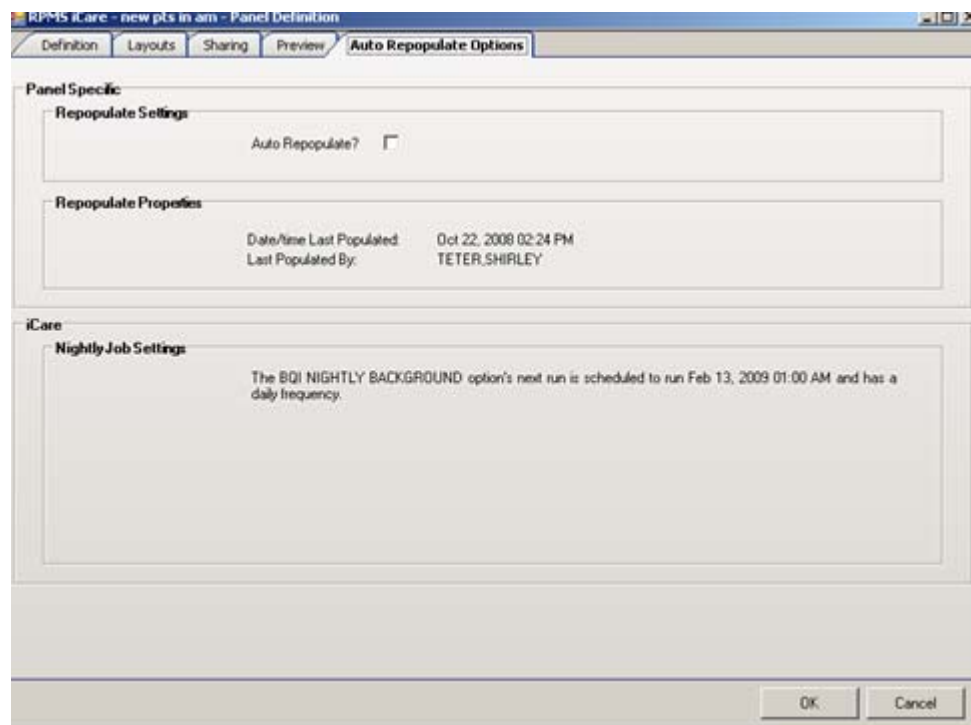 RPMS iCare - new pts in am - Panel Definition
Definition Layouts Sharing Preview Auto Repopulate Options
Panel Specific
Repopulate Settings
Auto Repopulate?
Repopulate Properties
Date/time Last Populated: Oct 22, 2008 02:24 PM
Last Populated By: TETER,SHIRLEY
iCare
Nightly Job Settings
The BQI NIGHTLY BACKGROUND option's next run is scheduled to run Feb 13, 2009 01:00 AM and has a
daily frequency.
OK Cancel